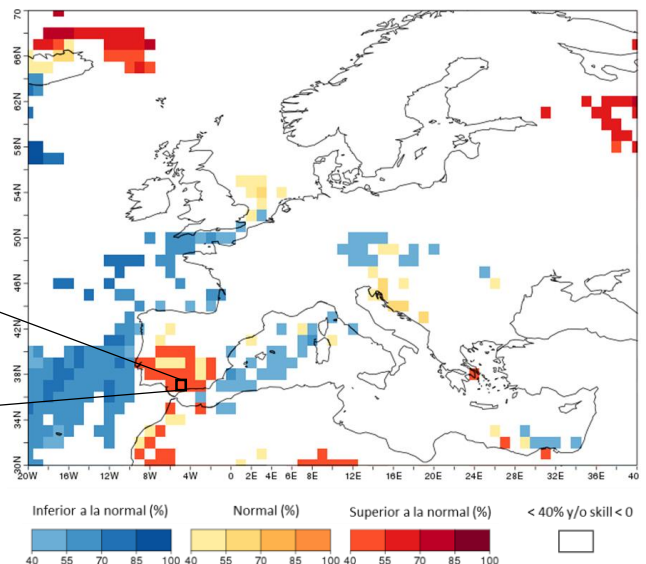 70
66N
62N
58N
54N
50N
46N
42N
38N
34N
30N
20W 16W 12W 8W 4W 0 4E 8E 12E 16E 20E 24E 28E 32E 36E 40
Inferior a la normal (%) Normal (%) Superior a la normal (%) < 40% y/o skill < 0
40 55 70 85 100 40 55 70 85 100 40 55 70 85 100